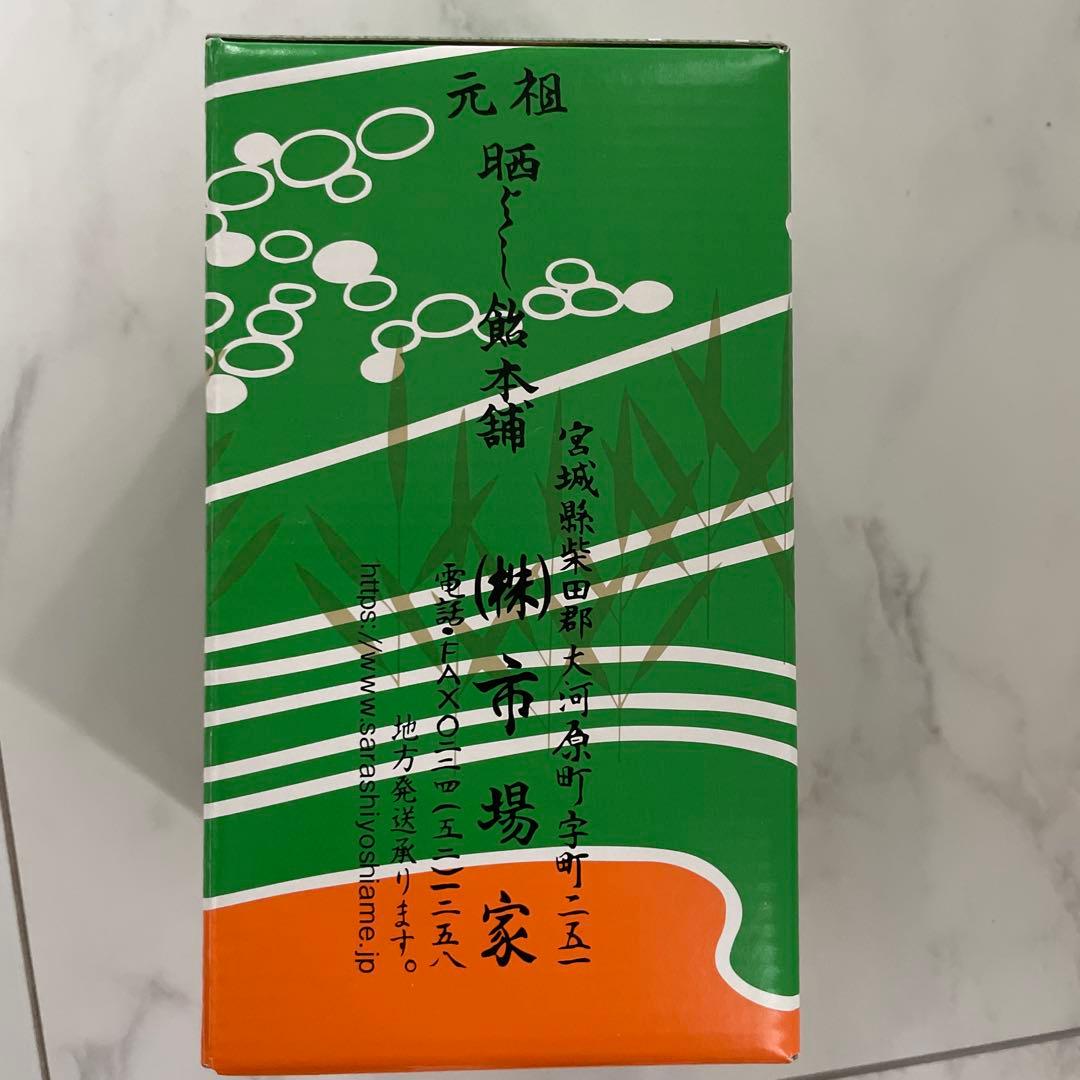 元祖
晒よし飴本舗
宮城縣柴田郡大河原町字町二五一
(株)市場家
電話・FAX〇二二四(五二)一二五八
地方発送承ります。
https://www.sarashiyoshiame.jp